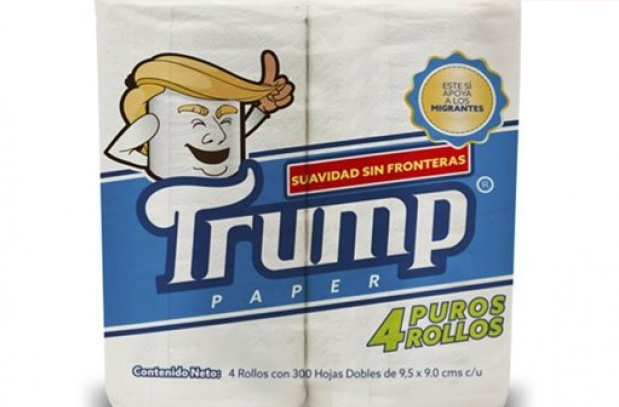 ESTE SÍ
APOYA
A LOS
MIGRANTES
SUAVIDAD SIN FRONTERAS
Trump
®
PAPER
4 PUROS
ROLLOS
Contenido Neto: 4 Rollos con 300 Hojas Dobles de 9,5 x 9.0 cms c/u